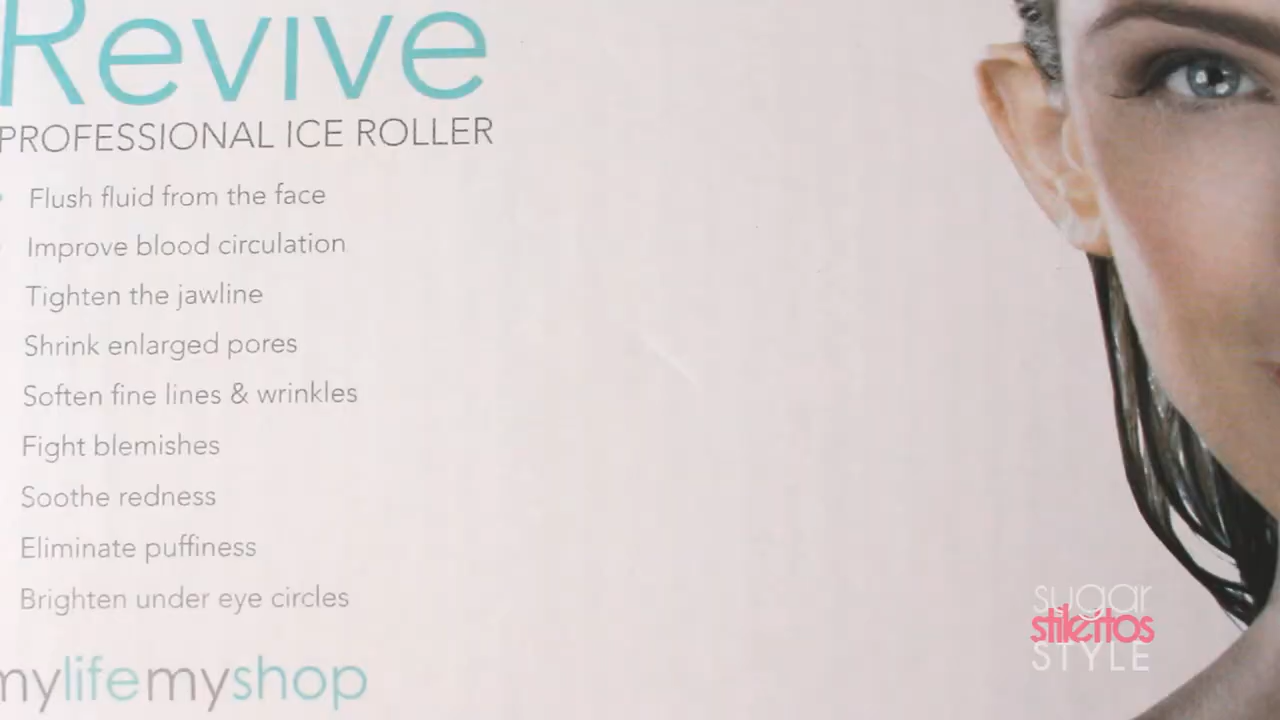 Revive
PROFESSIONAL ICE ROLLER
Flush fluid from the face
Improve blood circulation
Tighten the jawline
Shrink enlarged pores
Soften fine lines & wrinkles
Fight blemishes
Soothe redness
Eliminate puffiness
Brighten under eye circles
mylifemyshop
sugar
stilettos
STYLE